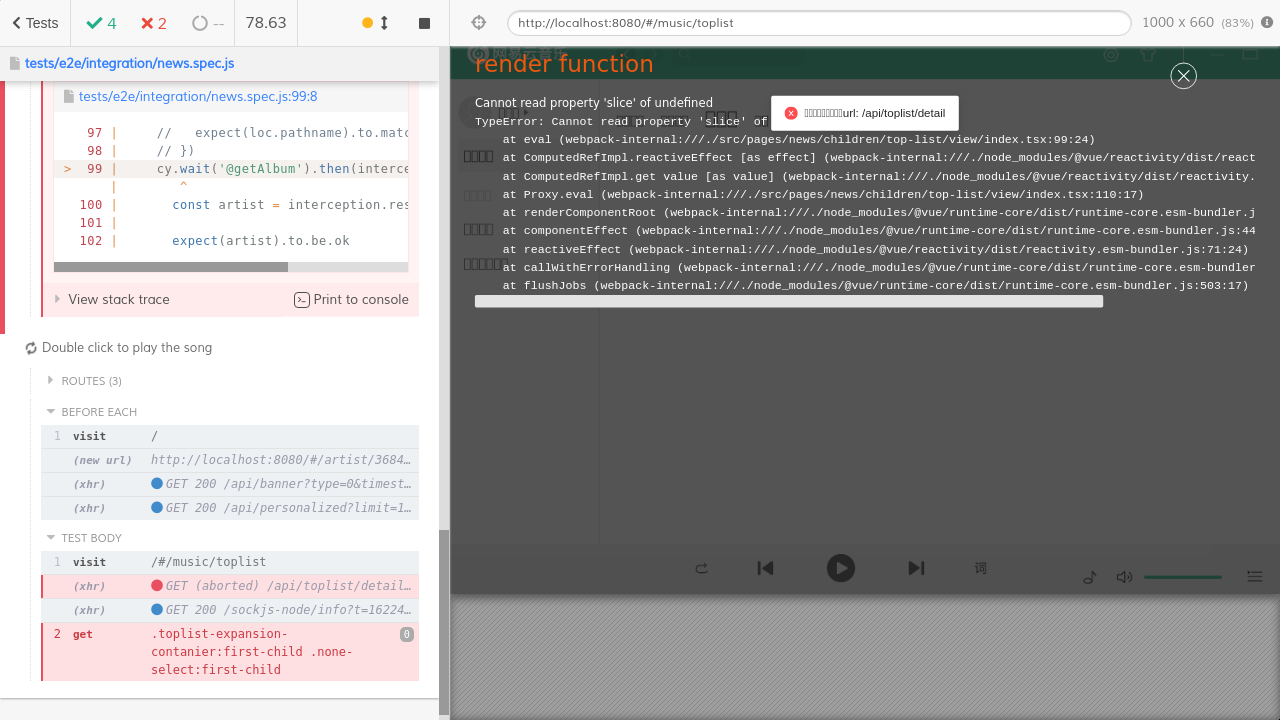 Tests
4
2
--
78.63
http://localhost:8080/#/music/toplist
1000 x 660 (83%)
tests/e2e/integration/news.spec.js
tests/e2e/integration/news.spec.js:99:8
97 | // expect(loc.pathname).to.matc
98 | // })
> 99 | cy.wait('@getAlbum').then(interce
| ^
100 | const artist = interception.res
101 |
102 | expect(artist).to.be.ok
View stack trace
Print to console
Double click to play the song
ROUTES (3)
BEFORE EACH
1 visit /
(new url) http://localhost:8080/#/artist/3684…
(xhr) GET 200 /api/banner?type=0&timest…
(xhr) GET 200 /api/personalized?limit=1…
TEST BODY
1 visit /#/music/toplist
(xhr) GET (aborted) /api/toplist/detail…
(xhr) GET 200 /sockjs-node/info?t=16224…
2 get .toplist-expansion-
contanier:first-child .none-
select:first-child
0
render function
Cannot read property 'slice' of undefined
TypeError: Cannot read property 'slice' of
url: /api/toplist/detail
at eval (webpack-internal:///./src/pages/news/children/top-list/view/index.tsx:99:24)
at ComputedRefImpl.reactiveEffect [as effect] (webpack-internal:///./node_modules/@vue/reactivity/dist/react
at ComputedRefImpl.get value [as value] (webpack-internal:///./node_modules/@vue/reactivity/dist/reactivity.
at Proxy.eval (webpack-internal:///./src/pages/news/children/top-list/view/index.tsx:110:17)
at renderComponentRoot (webpack-internal:///./node_modules/@vue/runtime-core/dist/runtime-core.esm-bundler.j
at componentEffect (webpack-internal:///./node_modules/@vue/runtime-core/dist/runtime-core.esm-bundler.js:44
at reactiveEffect (webpack-internal:///./node_modules/@vue/reactivity/dist/reactivity.esm-bundler.js:71:24)
at callWithErrorHandling (webpack-internal:///./node_modules/@vue/runtime-core/dist/runtime-core.esm-bundler
at flushJobs (webpack-internal:///./node_modules/@vue/runtime-core/dist/runtime-core.esm-bundler.js:503:17)
词